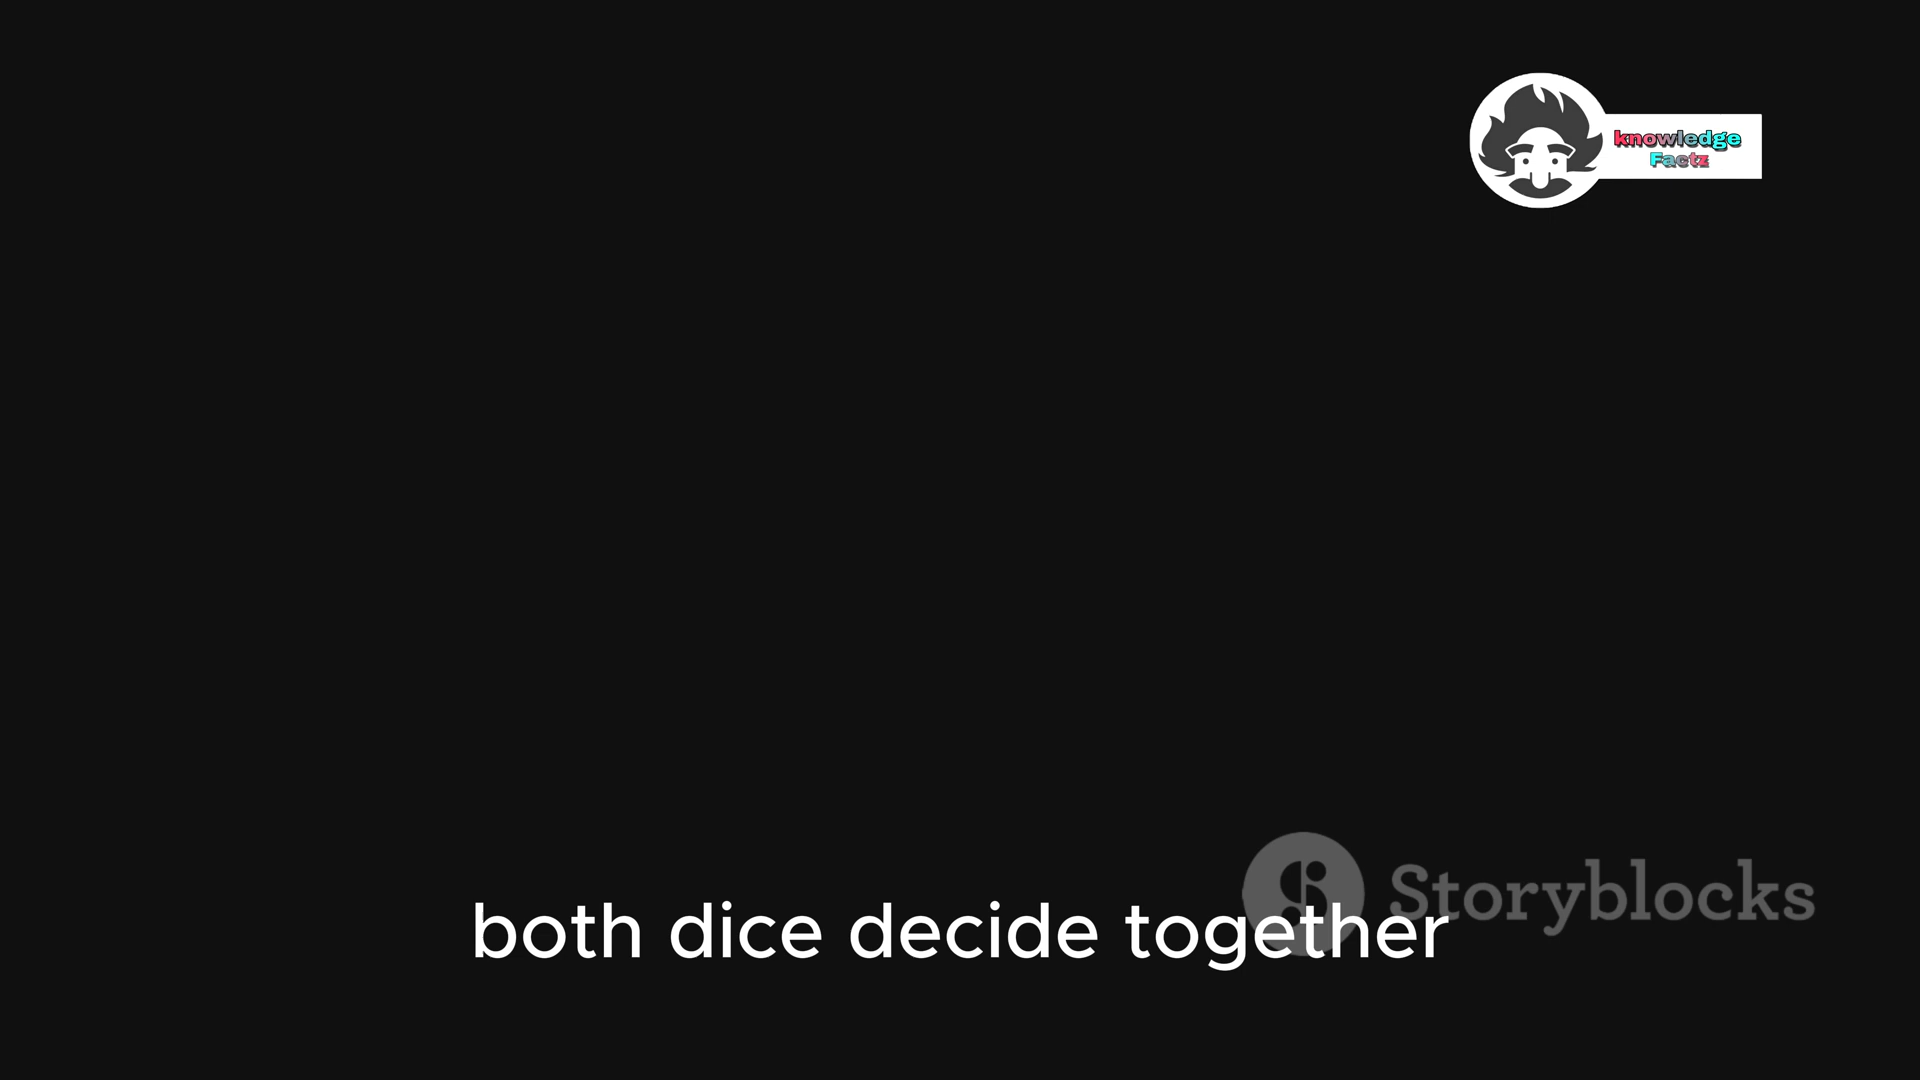 knowledge
Factz
Storyblocks
both dice decide together